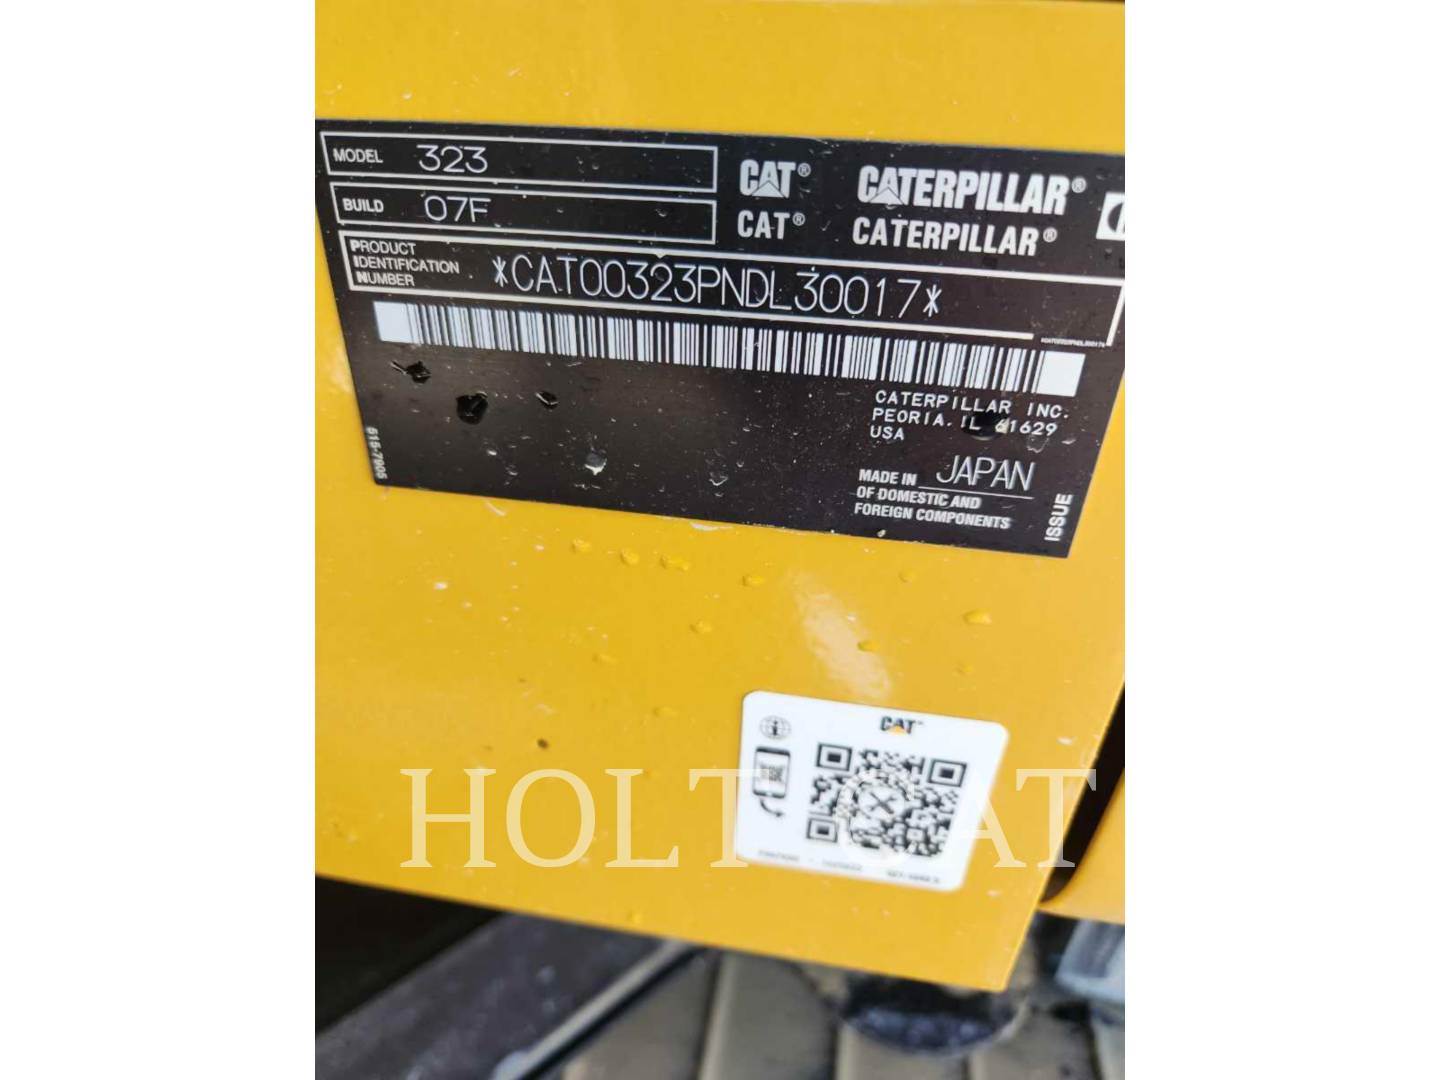 MODEL 323
BUILD 07F
PRODUCT IDENTIFICATION NUMBER *CAT00323PNDL30017*
CAT® CATERPILLAR®
CAT® CATERPILLAR®
CATERPILLAR INC.
PEORIA. IL 61629
USA
MADE IN JAPAN
OF DOMESTIC AND
FOREIGN COMPONENTS
ISSUE
515-7905
CAT
HOLT CAT